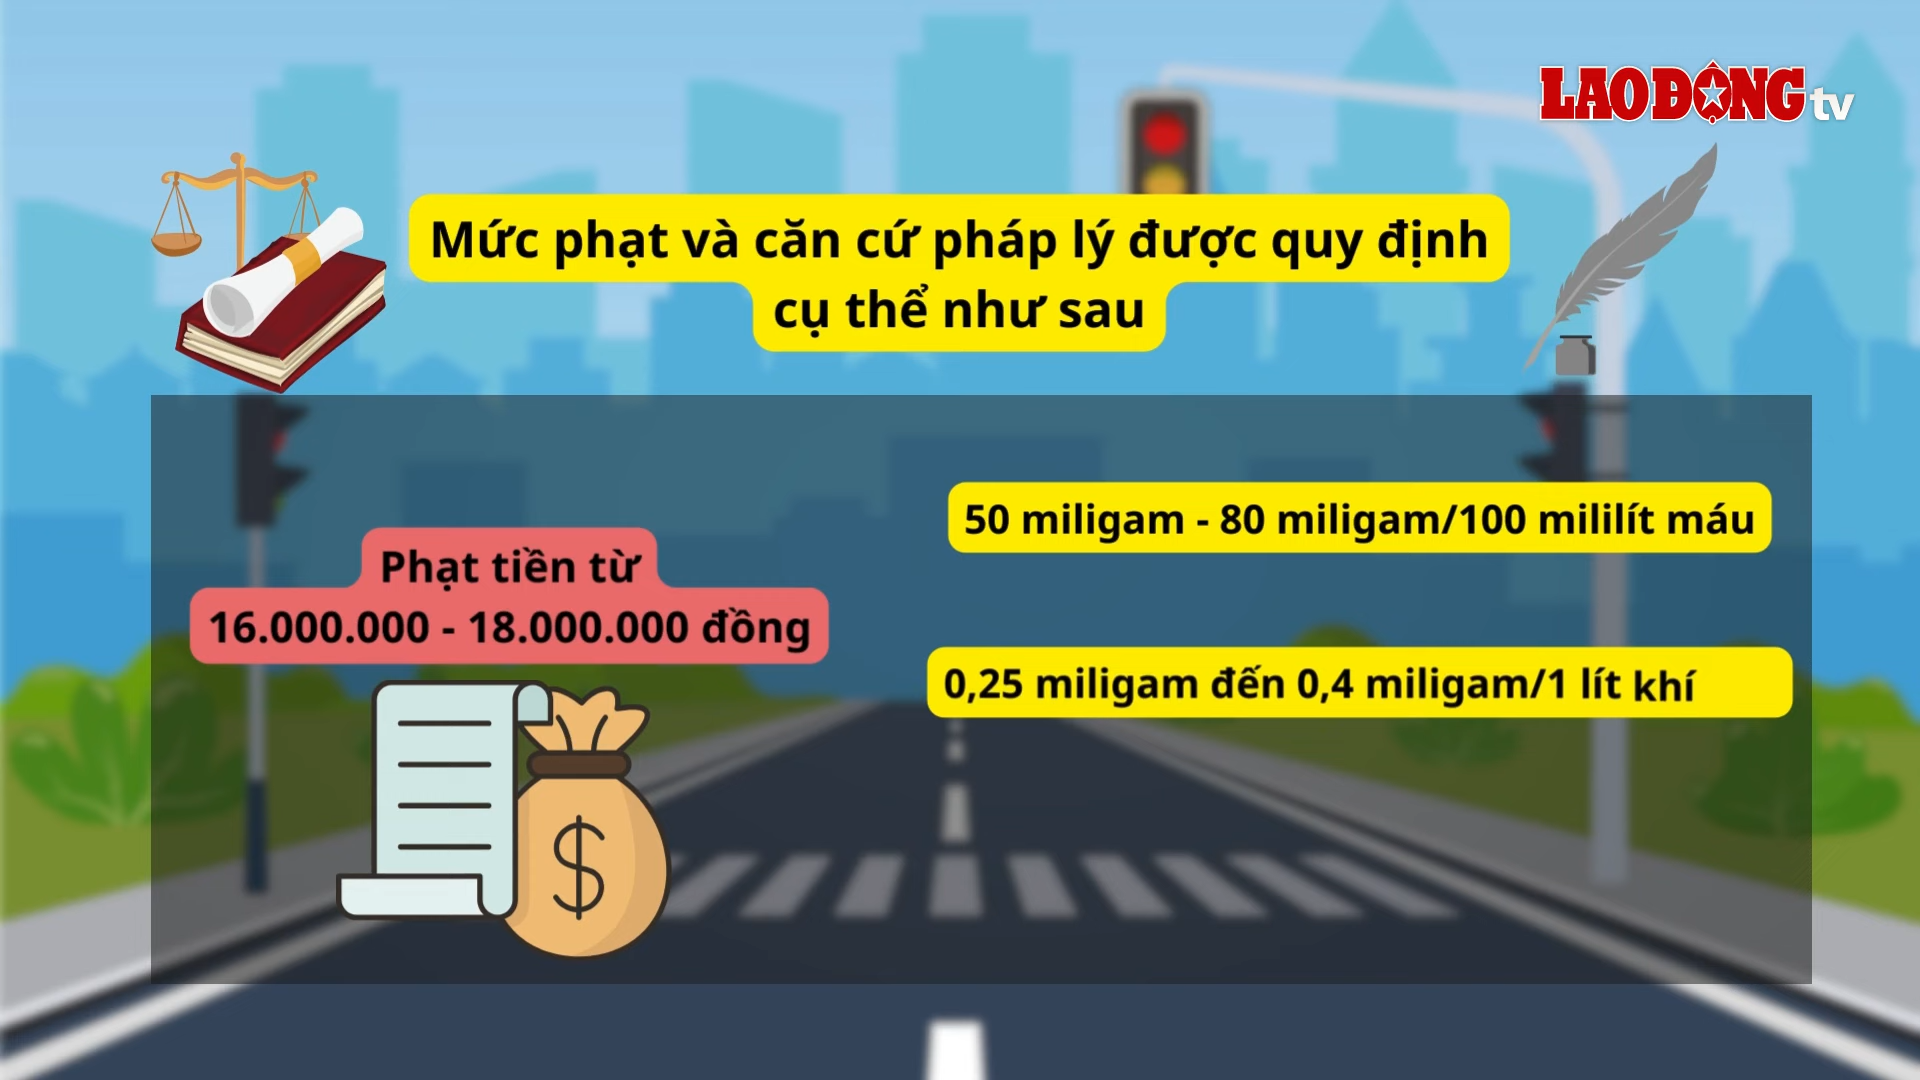 LAO ĐỘNG tv
Mức phạt và căn cứ pháp lý được quy định
cụ thể như sau
Phạt tiền từ
16.000.000 - 18.000.000 đồng
50 miligam - 80 miligam/100 mililít máu
0,25 miligam đến 0,4 miligam/1 lít khí